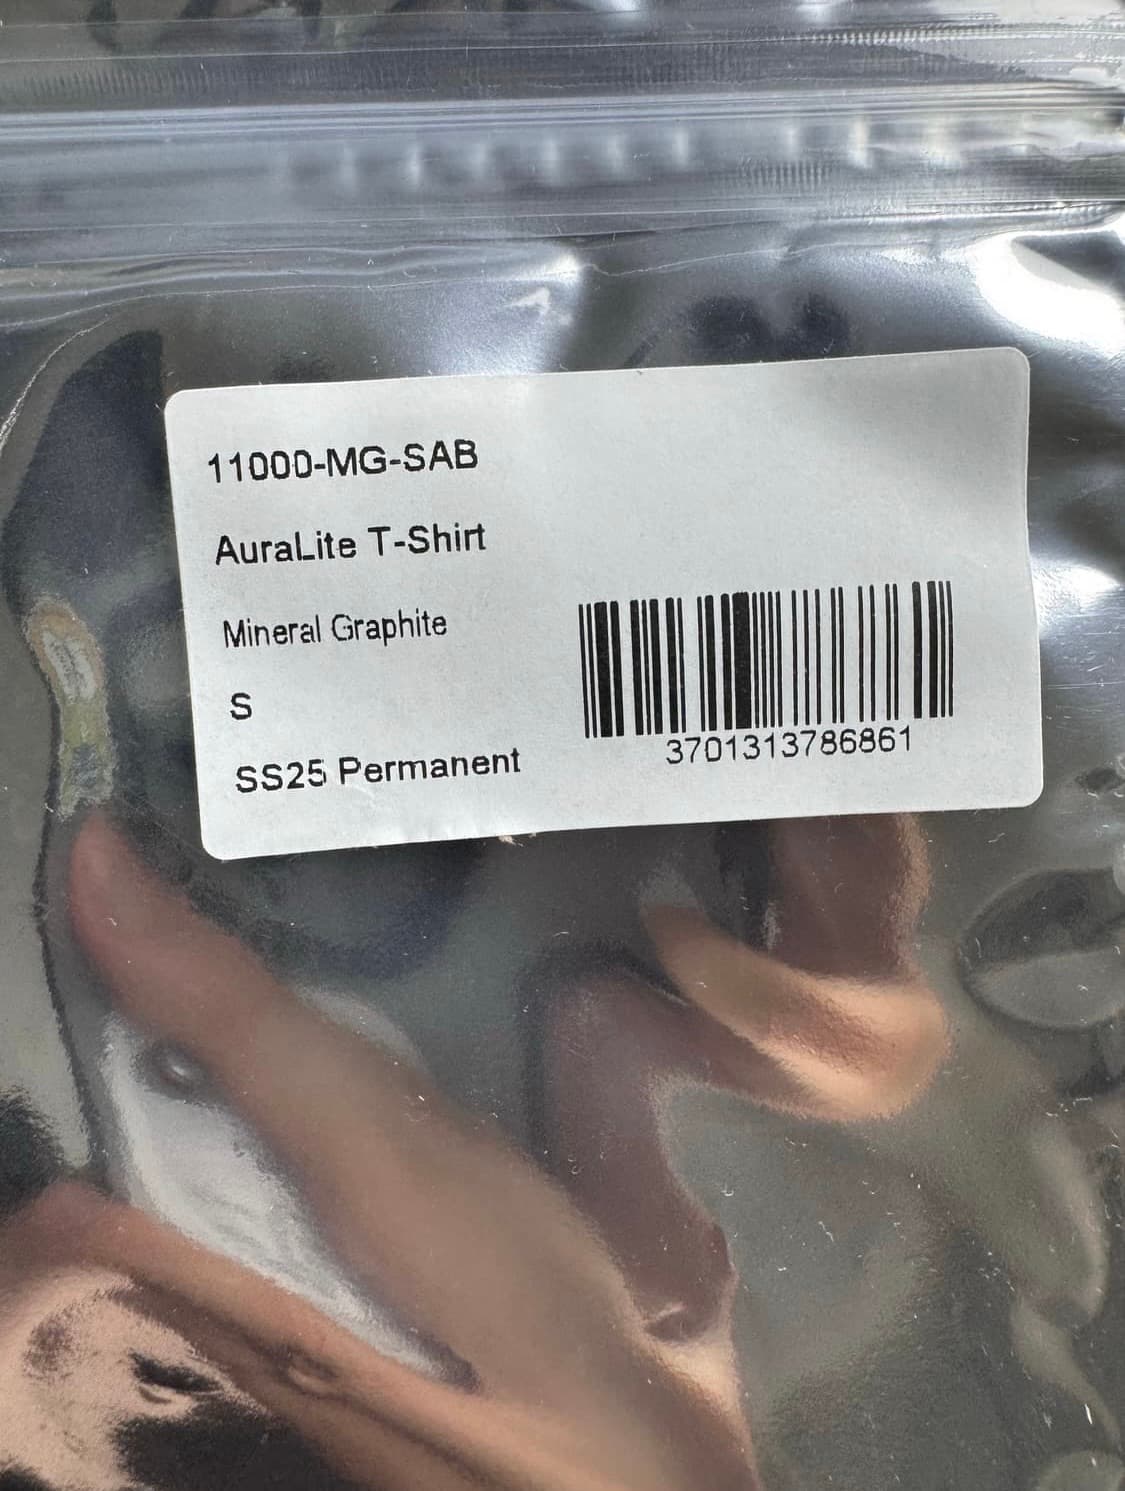 11000-MG-SAB
AuraLite T-Shirt
Mineral Graphite
S
SS25 Permanent
3701313786861